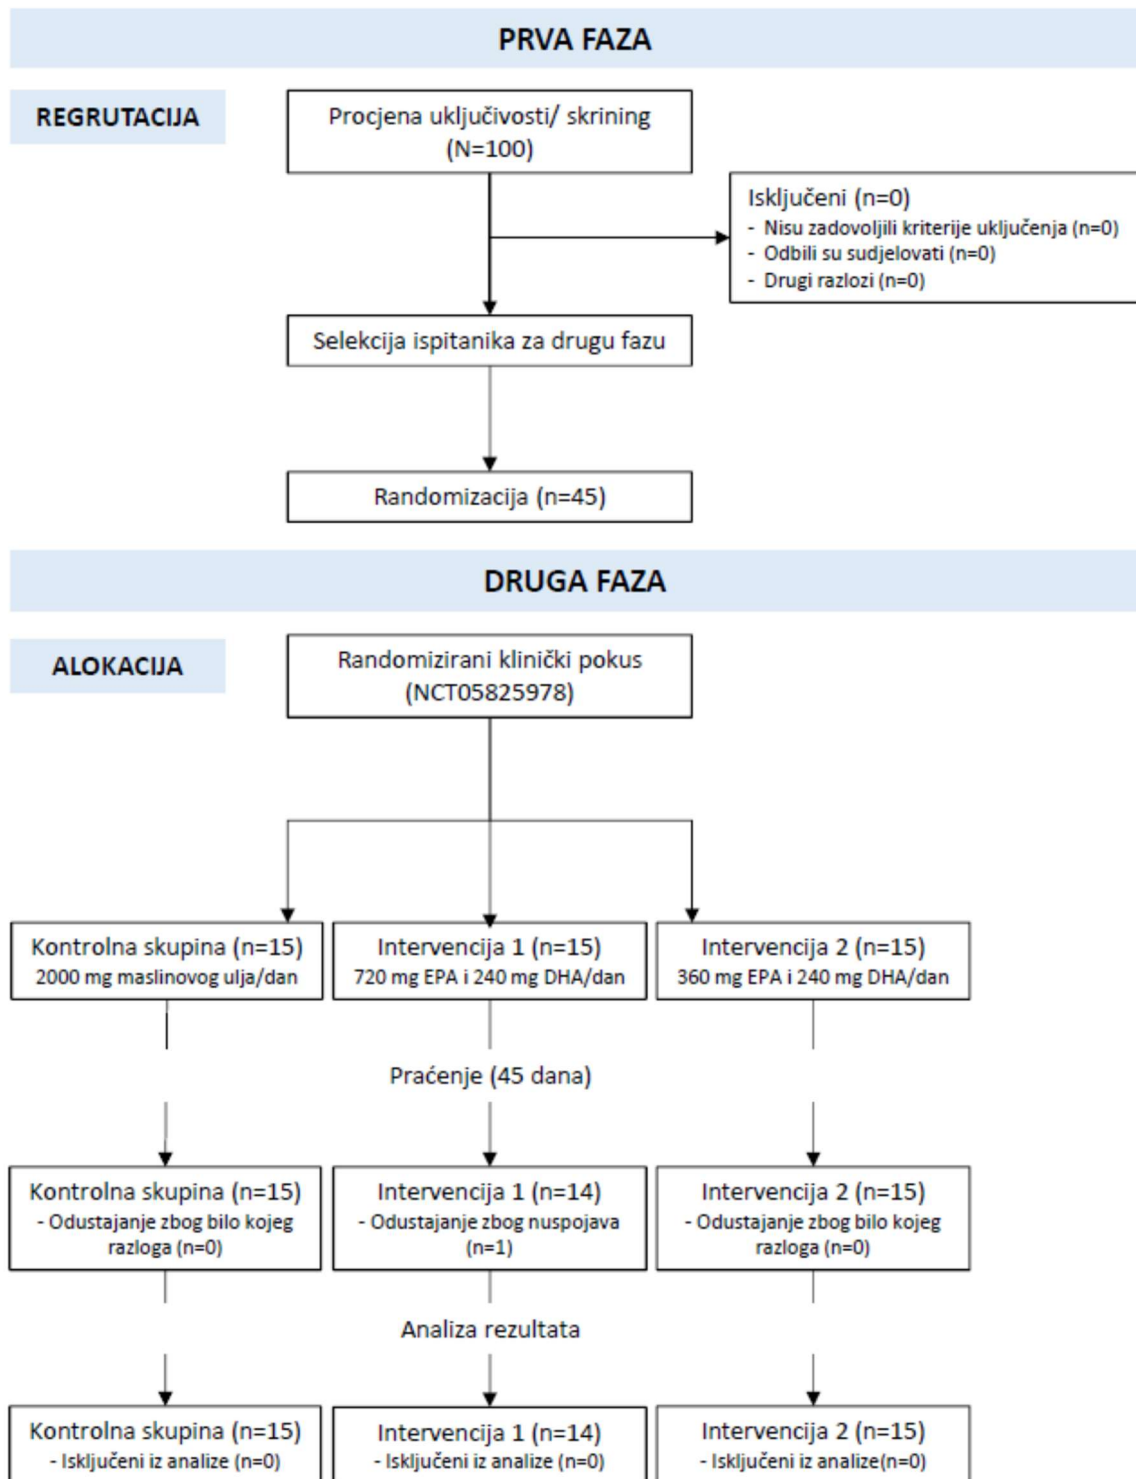 PRVA FAZA
REGRUTACIJA
Procjena uključivosti/ skrining
(N=100)
Isključeni (n=0)
- Nisu zadovoljili kriterije uključenja (n=0)
- Odbili su sudjelovati (n=0)
- Drugi razlozi (n=0)
Selekcija ispitanika za drugu fazu
Randomizacija (n=45)
DRUGA FAZA
ALOKACIJA
Randomizirani klinički pokus
(NCT05825978)
Kontrolna skupina (n=15)
2000 mg maslinovog ulja/dan
Intervencija 1 (n=15)
720 mg EPA i 240 mg DHA/dan
Intervencija 2 (n=15)
360 mg EPA i 240 mg DHA/dan
Praćenje (45 dana)
Kontrolna skupina (n=15)
- Odustajanje zbog bilo kojeg
razloga (n=0)
Intervencija 1 (n=14)
- Odustajanje zbog nuspojava
(n=1)
Intervencija 2 (n=15)
- Odustajanje zbog bilo kojeg
razloga (n=0)
Analiza rezultata
Kontrolna skupina (n=15)
- Isključeni iz analize (n=0)
Intervencija 1 (n=14)
- Isključeni iz analize (n=0)
Intervencija 2 (n=15)
- Isključeni iz analize(n=0)